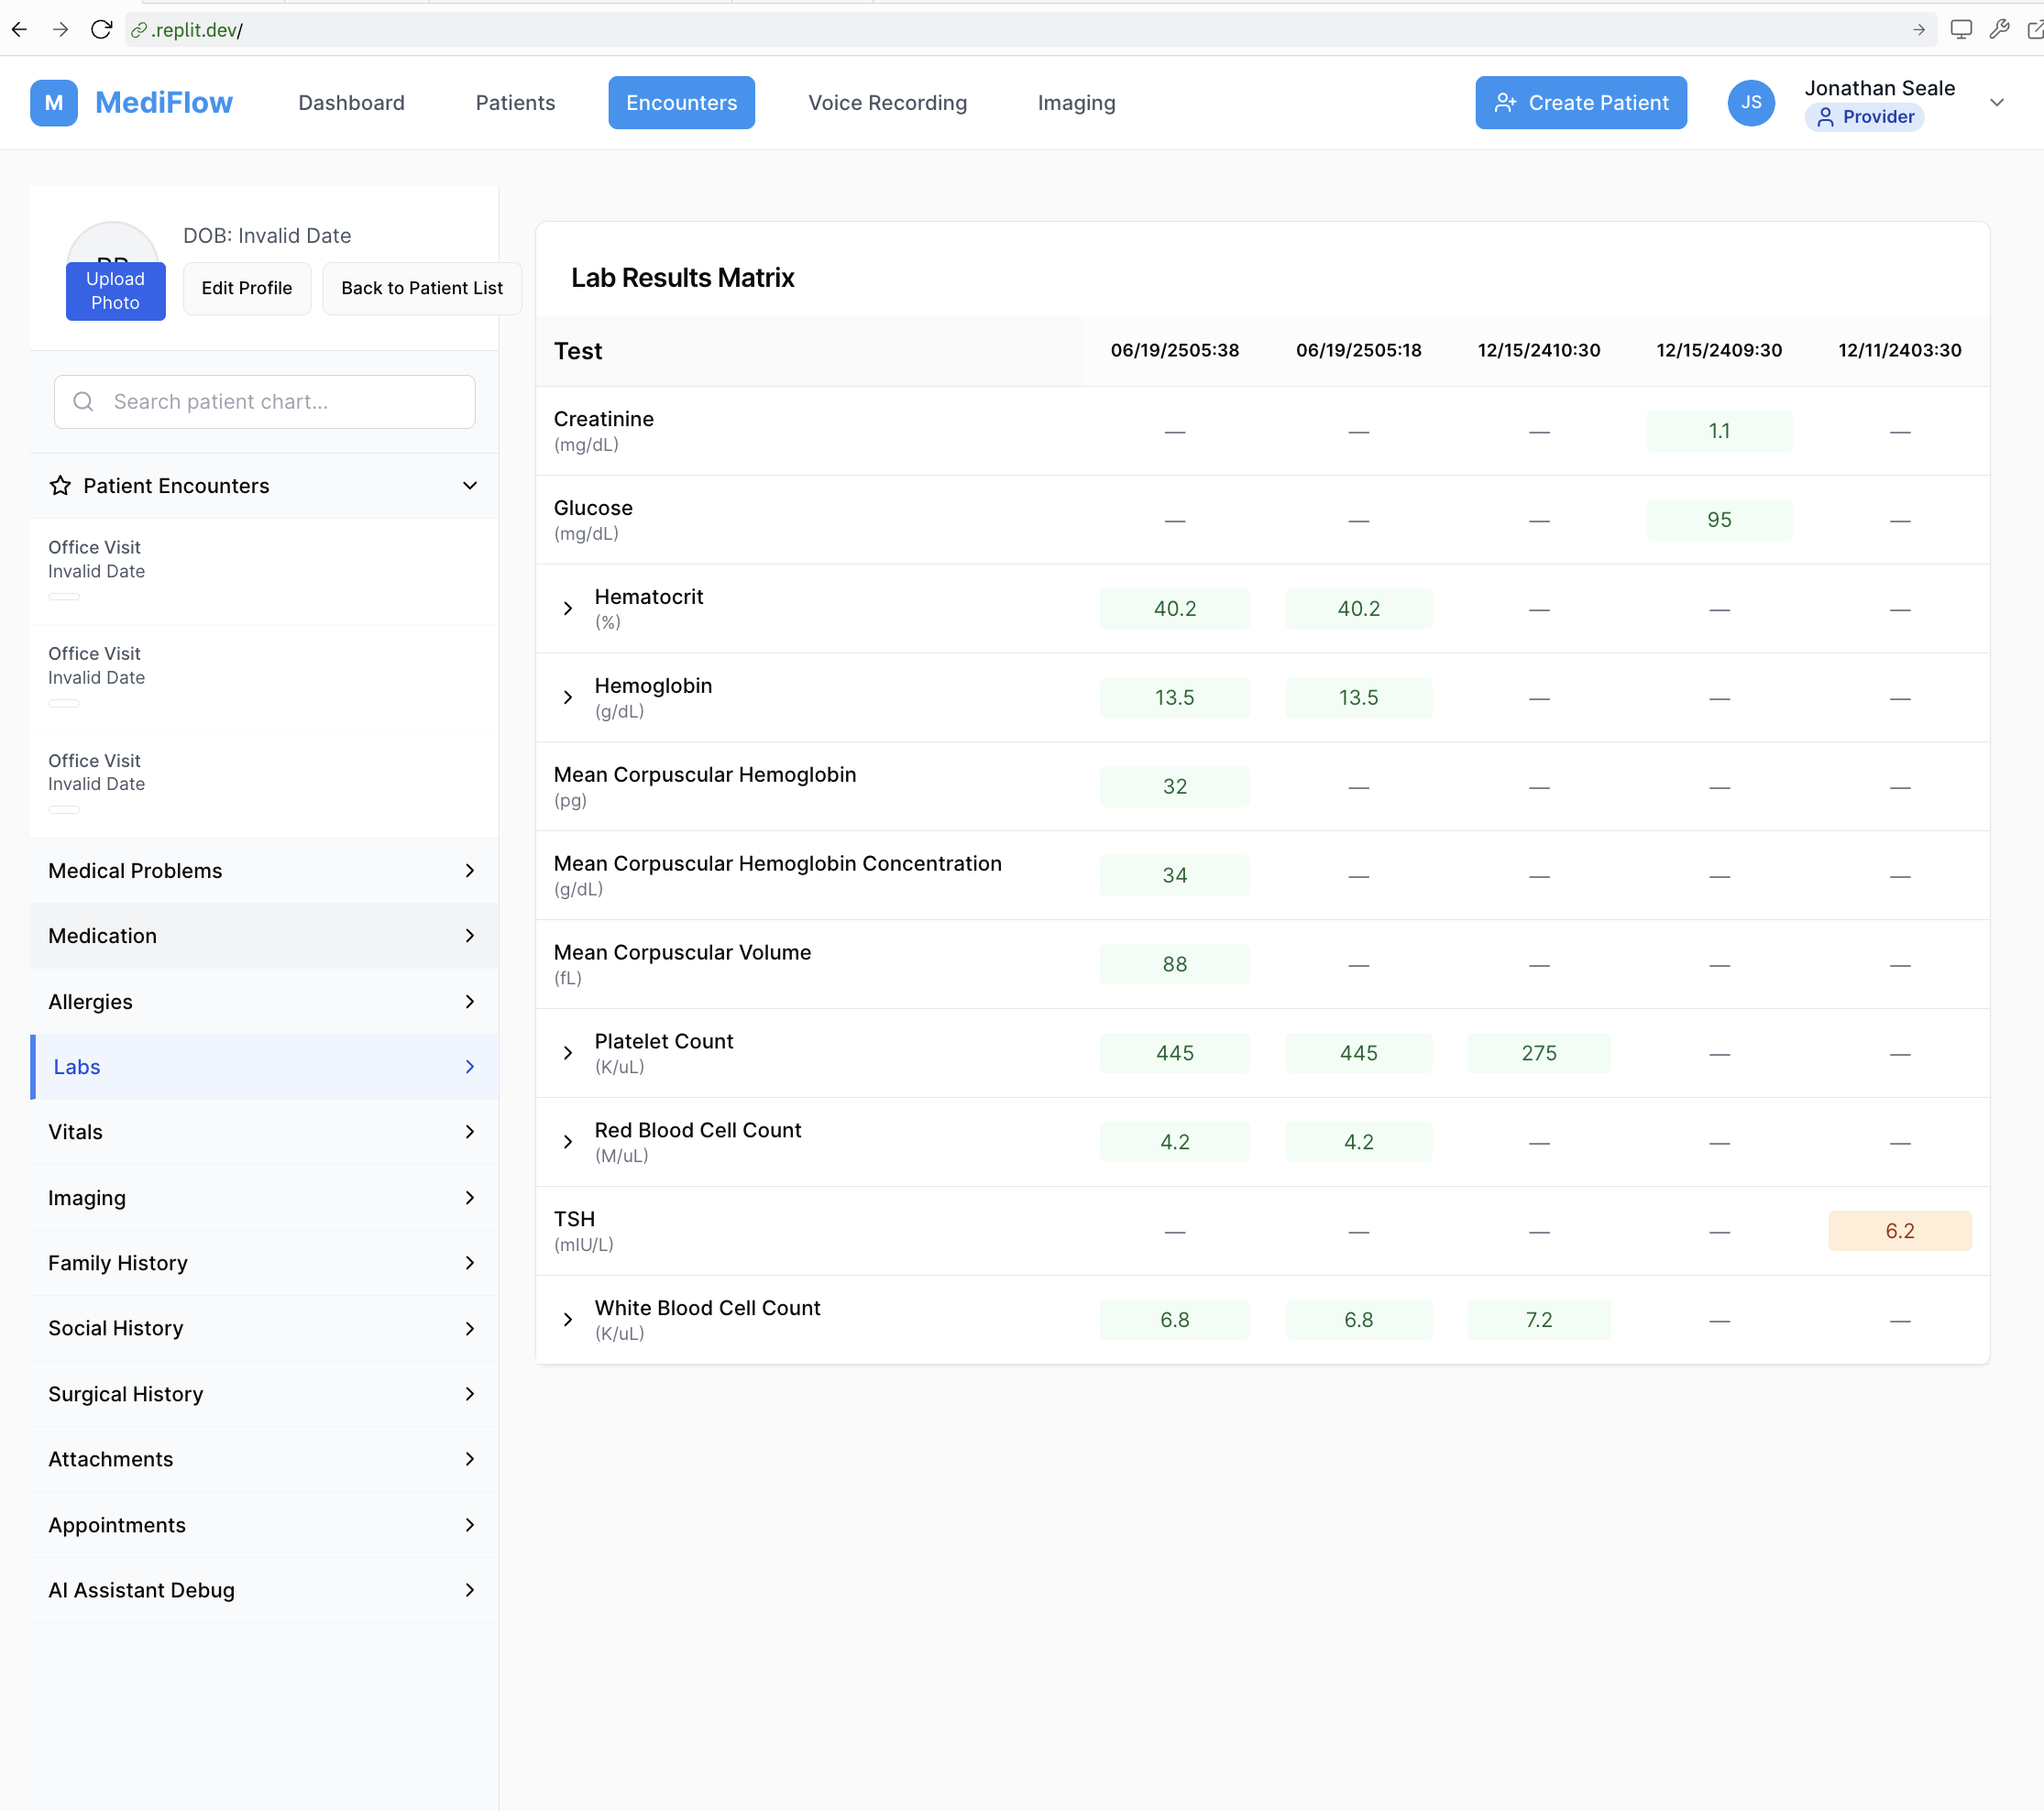 .replit.dev/
M MediFlow Dashboard Patients Encounters Voice Recording Imaging Create Patient JS Jonathan Seale
Provider
DOB: Invalid Date
Upload Photo
Edit Profile
Back to Patient List
Search patient chart...
Patient Encounters
Office Visit
Invalid Date
Office Visit
Invalid Date
Office Visit
Invalid Date
Medical Problems
Medication
Allergies
Labs
Vitals
Imaging
Family History
Social History
Surgical History
Attachments
Appointments
AI Assistant Debug
Lab Results Matrix
Test 06/19/2505:38 06/19/2505:18 12/15/2410:30 12/15/2409:30 12/11/2403:30
Creatinine
(mg/dL) — — — 1.1 —
Glucose
(mg/dL) — — — 95 —
Hematocrit
(%) 40.2 40.2 — — —
Hemoglobin
(g/dL) 13.5 13.5 — — —
Mean Corpuscular Hemoglobin
(pg) 32 — — — —
Mean Corpuscular Hemoglobin Concentration
(g/dL) 34 — — — —
Mean Corpuscular Volume
(fL) 88 — — — —
Platelet Count
(K/uL) 445 445 275 — —
Red Blood Cell Count
(M/uL) 4.2 4.2 — — —
TSH
(mIU/L) — — — — 6.2
White Blood Cell Count
(K/uL) 6.8 6.8 7.2 — —